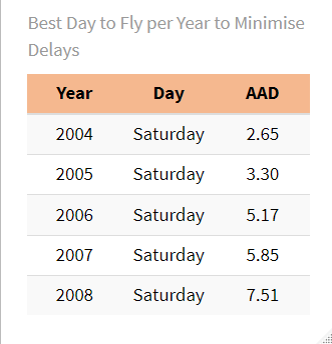 Best Day to Fly per Year to Minimise
Delays
Year Day AAD
2004 Saturday 2.65
2005 Saturday 3.30
2006 Saturday 5.17
2007 Saturday 5.85
2008 Saturday 7.51